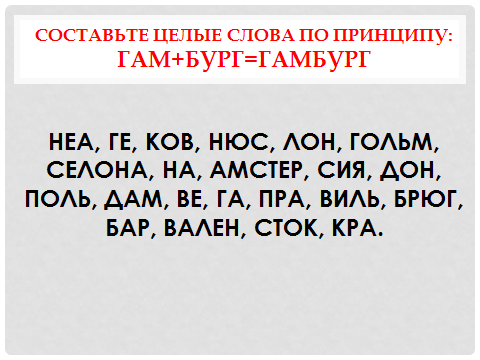 СОСТАВЬТЕ ЦЕЛЫЕ СЛОВА ПО ПРИНЦИПУ:
ГАМ+БУРГ=ГАМБУРГ
НЕА, ГЕ, КОВ, НЮС, ЛОН, ГОЛЬМ,
СЕЛОНА, НА, АМСТЕР, СИЯ, ДОН,
ПОЛЬ, ДАМ, ВЕ, ГА, ПРА, ВИЛЬ, БРЮГ,
БАР, ВАЛЕН, СТОК, КРА.